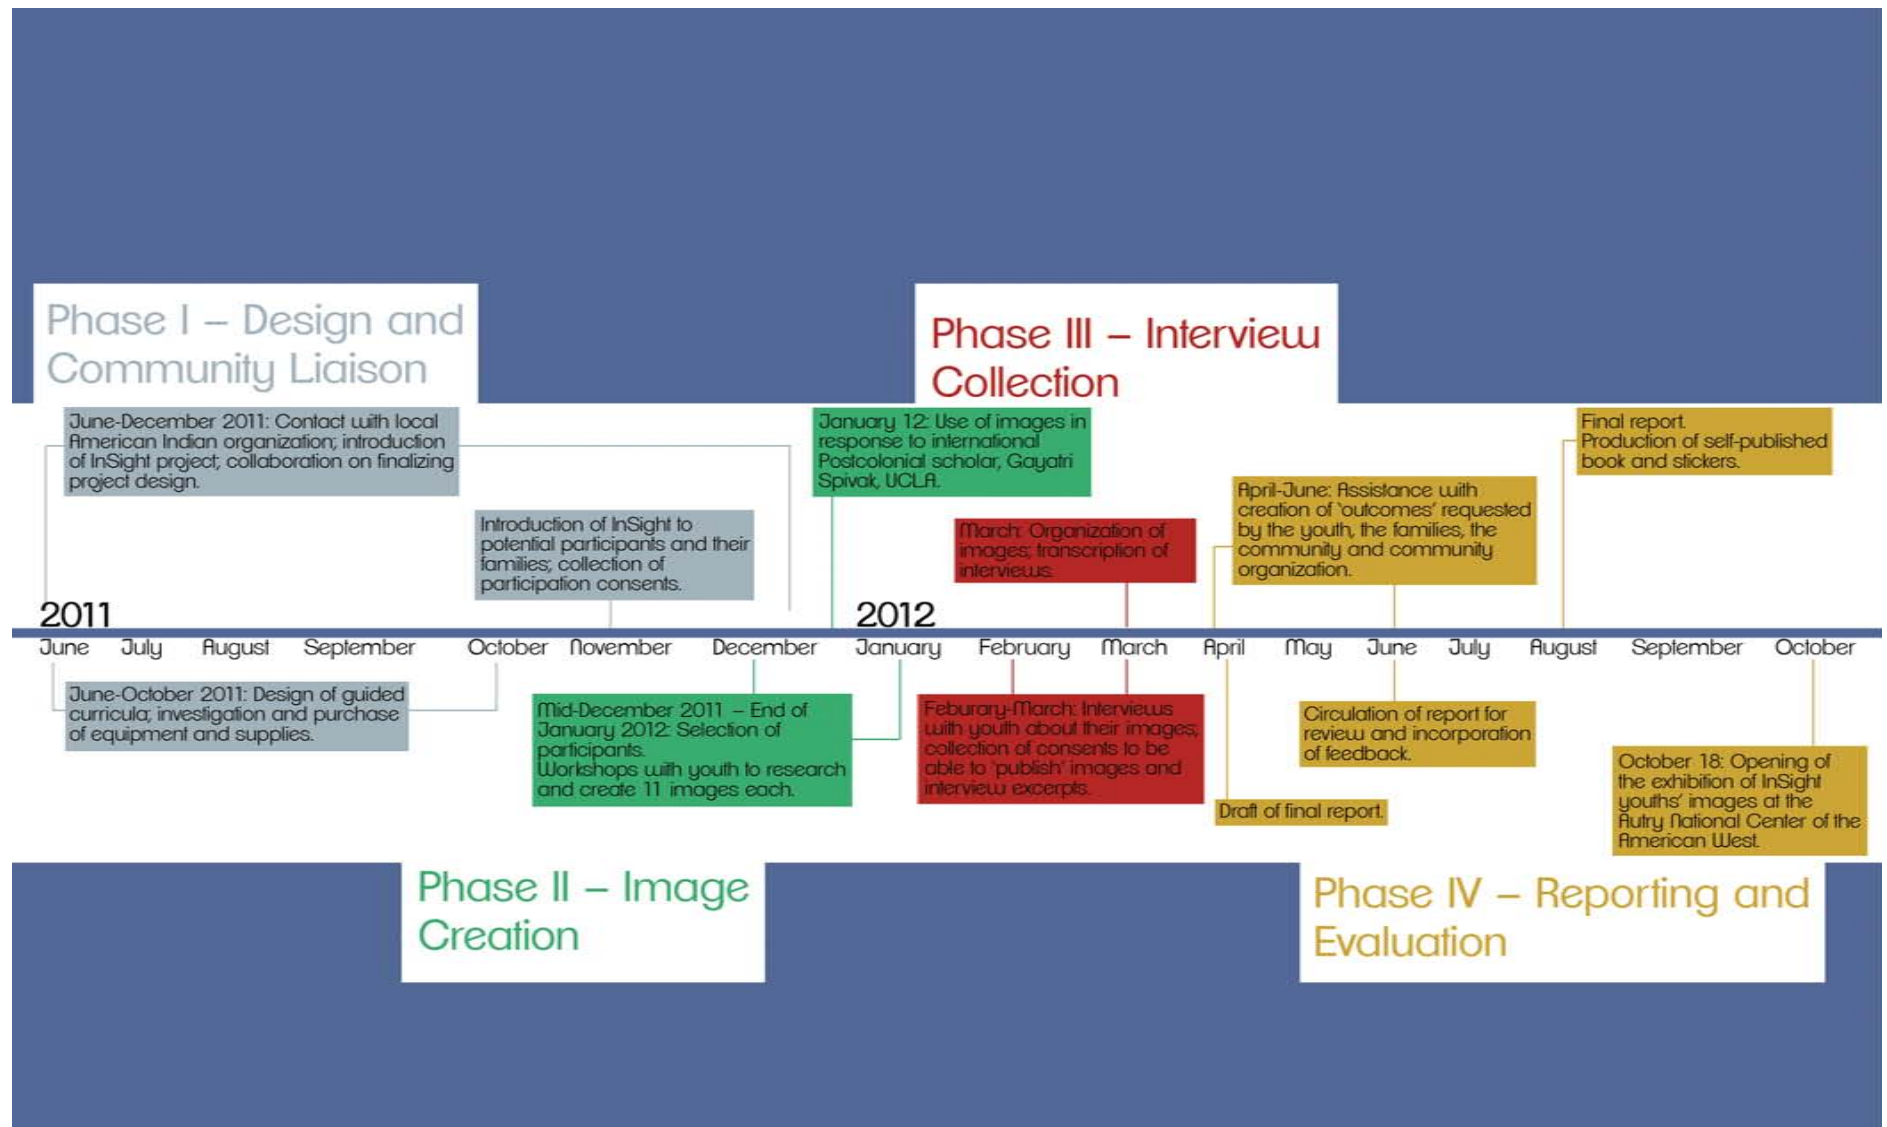 Phase I – Design and
Community Liaison
Phase III – Interview
Collection
June-December 2011: Contact with local
American Indian organization; introduction
of InSight project; collaboration on finalizing
project design.
Introduction of InSight to
potential participants and their
families; collection of
participation consents.
January 12: Use of images in
response to international
Postcolonial scholar, Gayatri
Spivak, UCLA.
March: Organization of
images; transcription of
interviews.
April-June: Assistance with
creation of ‘outcomes’ requested
by the youth, the families, the
community and community
organization.
Final report.
Production of self-published
book and stickers.
2011
2012
June July August September October November December January February March April May June July August September October
June-October 2011: Design of guided
curricula; investigation and purchase
of equipment and supplies.
Mid-December 2011 – End of
January 2012: Selection of
participants.
Workshops with youth to research
and create 11 images each.
Feburary-March: Interviews
with youth about their images;
collection of consents to be
able to ‘publish’ images and
interview excerpts.
Draft of final report.
Circulation of report for
review and incorporation
of feedback.
October 18: Opening of
the exhibition of InSight
youths’ images at the
Autry National Center of the
American West.
Phase II – Image
Creation
Phase IV – Reporting and
Evaluation